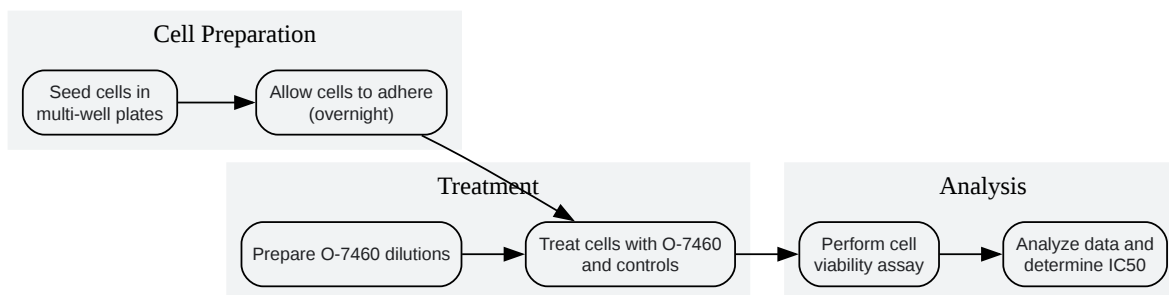 Cell Preparation
Seed cells in
multi-well plates
Allow cells to adhere
(overnight)
Treatment
Prepare O-7460 dilutions
Treat cells with O-7460
and controls
Analysis
Perform cell
viability assay
Analyze data and
determine IC50